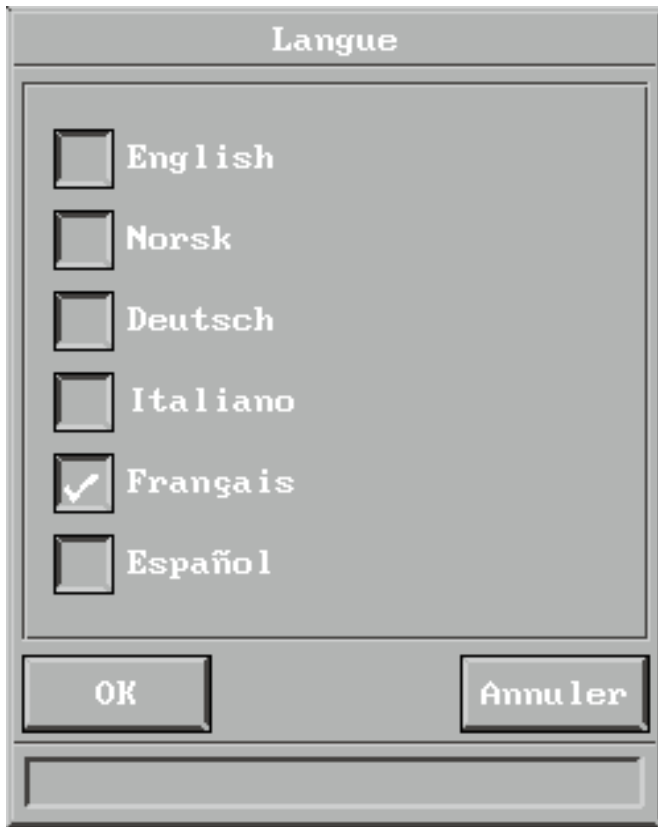 Langue
English
Norsk
Deutsch
Italiano
Français
Español
OK Annuler